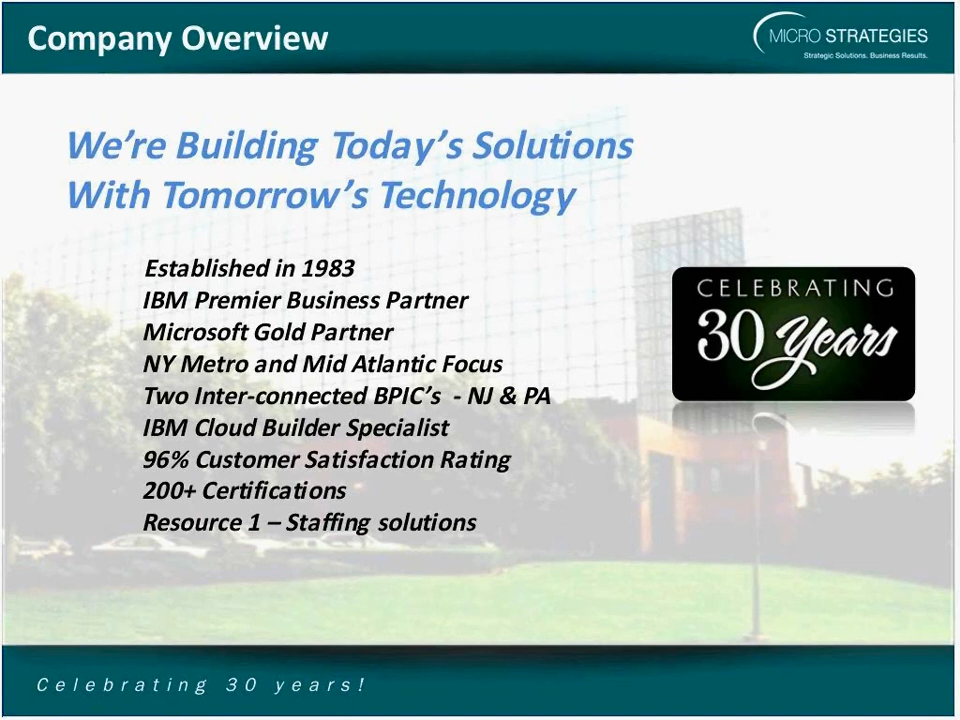 Company Overview
MICRO STRATEGIES
Strategic Solutions. Business Results.
We’re Building Today’s Solutions
With Tomorrow’s Technology
Established in 1983
IBM Premier Business Partner
Microsoft Gold Partner
NY Metro and Mid Atlantic Focus
Two Inter-connected BPIC’s - NJ & PA
IBM Cloud Builder Specialist
96% Customer Satisfaction Rating
200+ Certifications
Resource 1 – Staffing solutions
CELEBRATING
30 Years
Celebrating 30 years!